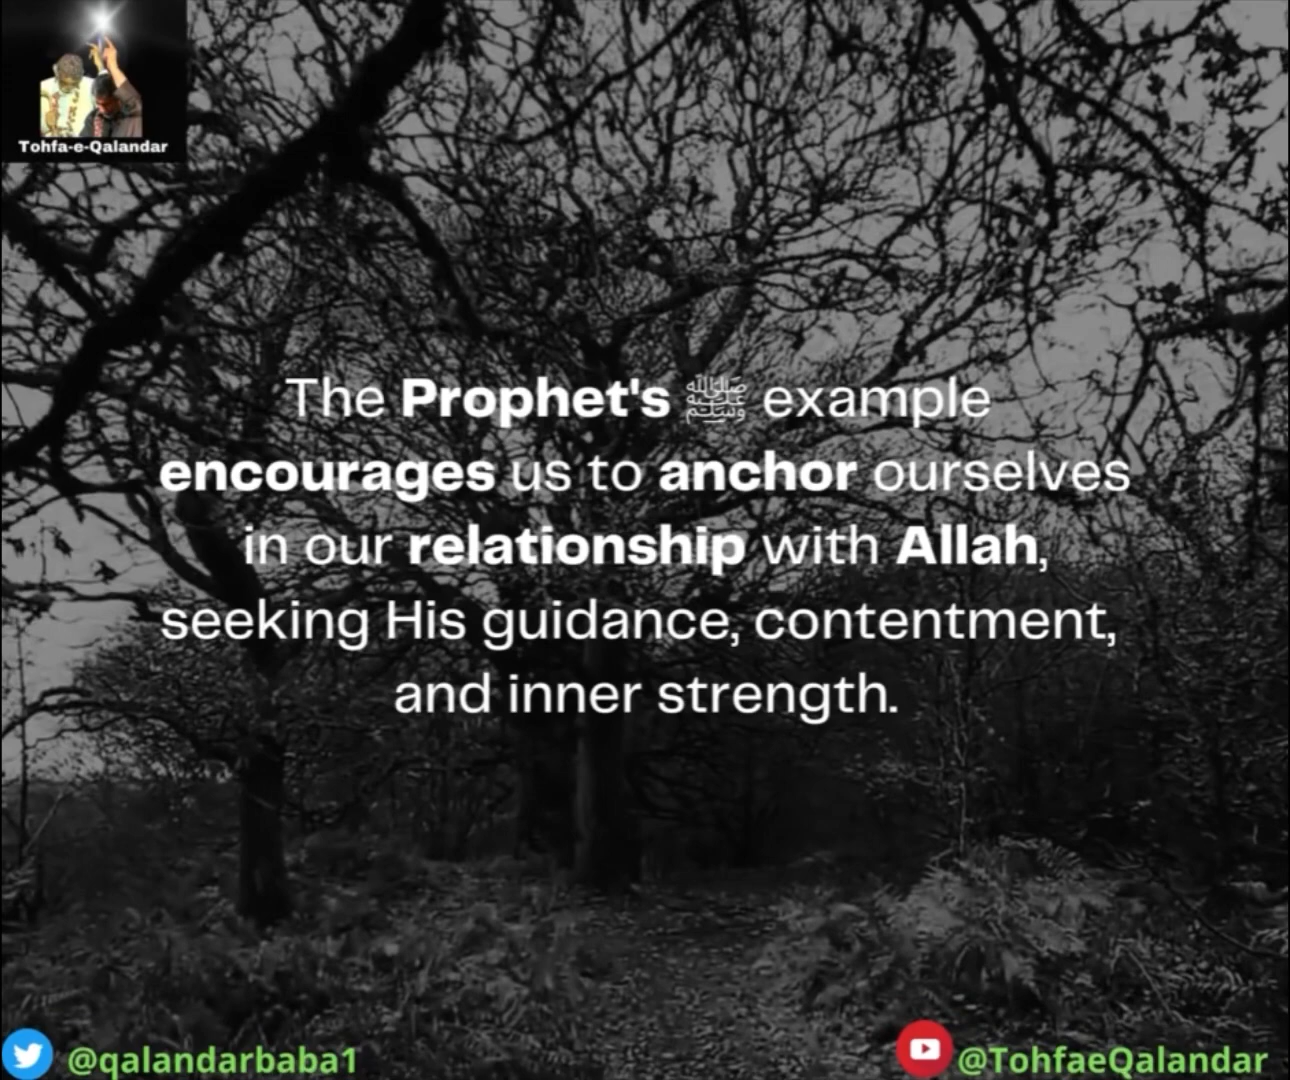 Tohfa-e-Qalandar
The Prophet's ﷺ example
encourages us to anchor ourselves
in our relationship with Allah,
seeking His guidance, contentment,
and inner strength.
@qalandarbaba1
@TohfaeQalandar